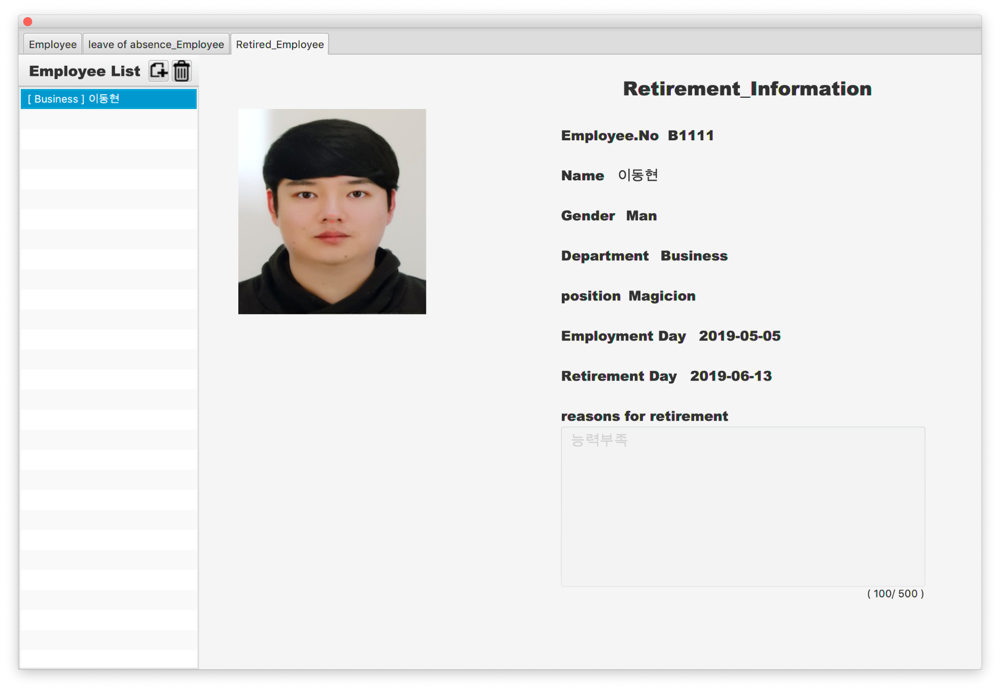 Employee
leave of absence_Employee
Retired_Employee
Employee List
[ Business ] 이동현
Retirement_Information
Employee.No B1111
Name 이동현
Gender Man
Department Business
position Magicion
Employment Day 2019-05-05
Retirement Day 2019-06-13
reasons for retirement
능력부족
( 100/ 500 )